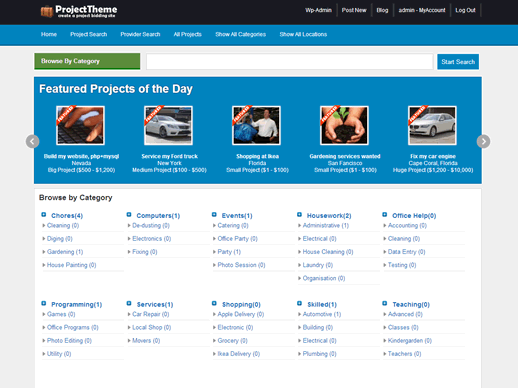 ProjectTheme
create a project bidding site
Wp-Admin Post New Blog admin - MyAccount Log Out
Home Project Search Provider Search All Projects Show All Categories Show All Locations
Browse By Category Start Search
Featured Projects of the Day
FEATURED FEATURED FEATURED FEATURED FEATURED
Build my website, php+mysql Service my Ford truck Shopping at Ikea Gardening services wanted Fix my car engine
Nevada New York Florida San Fancisco Cape Coral, Florida
Big Project ($500 - $1,200) Medium Project ($100 - $500) Small Project ($1 - $100) Small Project ($1 - $100) Huge Project ($1,200 - $10,000)
Browse by Category
Chores(4) Computers(1) Events(1) Housework(2) Office Help(0)
Cleaning (0) De-dusting (0) Catering (0) Administrative (1) Accounting (0)
Diging (0) Electronics (0) Office Party (0) Electrical (0) Cleaning (0)
Gardening (1) Fixing (0) Party (1) House Cleaning (0) Data Entry (0)
House Painting (0) Photo Session (0) Laundry (0) Testing (0)
Organisation (0)
Programming(1) Services(1) Shopping(0) Skilled(1) Teaching(0)
Games (0) Car Repair (0) Apple Delivery (0) Automotive (1) Advanced (0)
Office Programs (0) Local Shop (0) Electronic (0) Building (0) Classes (0)
Photo Editing (0) Movers (0) Grocery (0) Electrical (0) Kindergarden (0)
Utility (0) Ikea Delivery (0) Plumbing (0) Teachers (0)